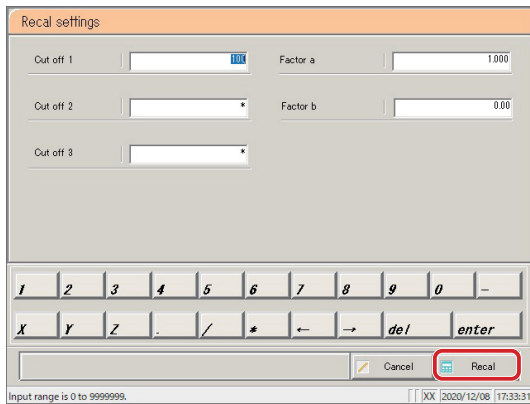 Recal settings
Cut off 1 100 Factor a 1.000
Cut off 2 * Factor b 0.00
Cut off 3 *
1 2 3 4 5 6 7 8 9 0 -
X Y Z . / * ← → del enter
Cancel Recal
Input range is 0 to 9999999. XX 2020/12/08 17:33:31